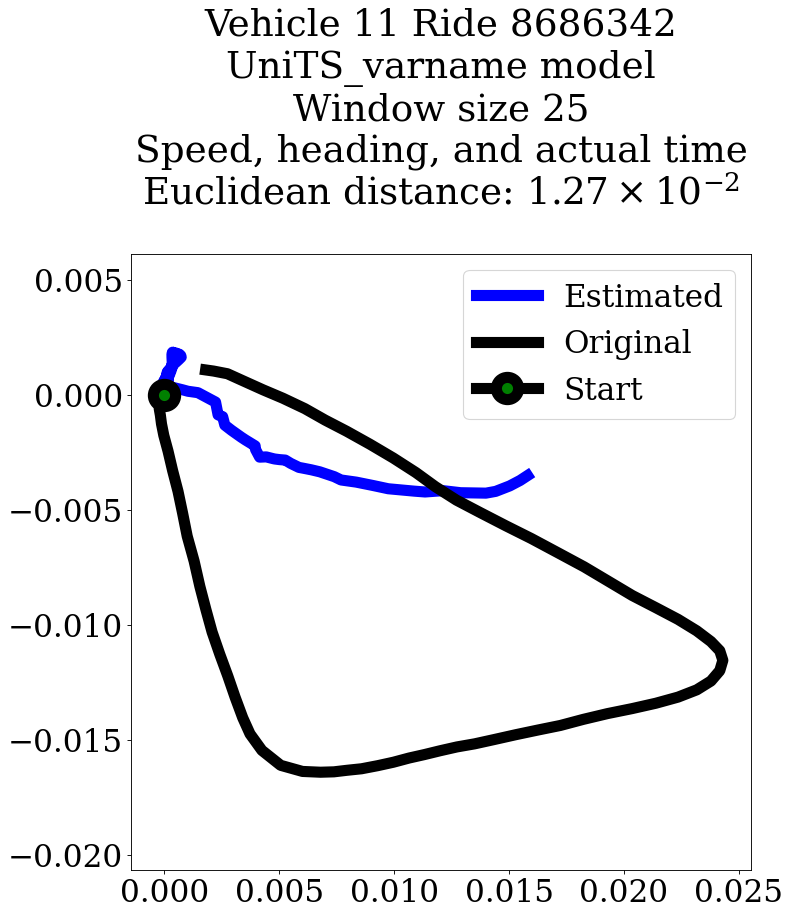 Vehicle 11 Ride 8686342
UniTS_varname model
Window size 25
Speed, heading, and actual time
Euclidean distance: 1.27 × 10⁻²
Estimated
Original
Start
0.005
0.000
−0.005
−0.010
−0.015
−0.020
0.000 0.005 0.010 0.015 0.020 0.025